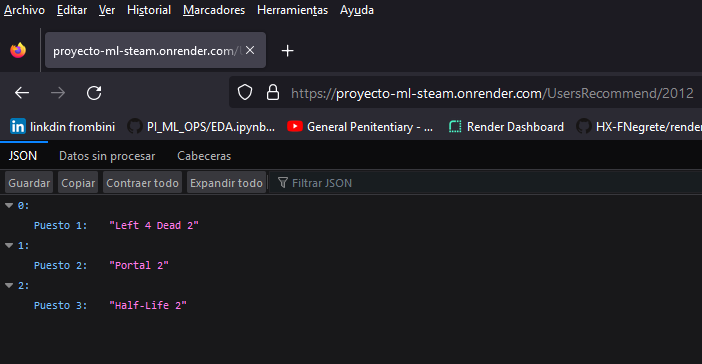 Archivo Editar Ver Historial Marcadores Herramientas Ayuda
proyecto-ml-steam.onrender.com/
https://proyecto-ml-steam.onrender.com/UsersRecommend/2012
linkdin frombini PI_ML_OPS/EDA.ipynb... General Penitentiary - ... Render Dashboard HX-FNegrete/render
JSON Datos sin procesar Cabeceras
Guardar Copiar Contraer todo Expandir todo Filtrar JSON
0:
Puesto 1: "Left 4 Dead 2"
1:
Puesto 2: "Portal 2"
2:
Puesto 3: "Half-Life 2"